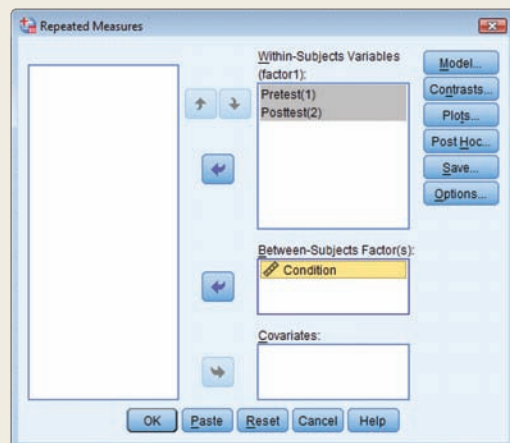 Repeated Measures
Within-Subjects Variables
(factor1):
Pretest(1)
Posttest(2)
Between-Subjects Factor(s):
Condition
Covariates:
Model...
Contrasts...
Plots...
Post Hoc...
Save...
Options...
OK Paste Reset Cancel Help